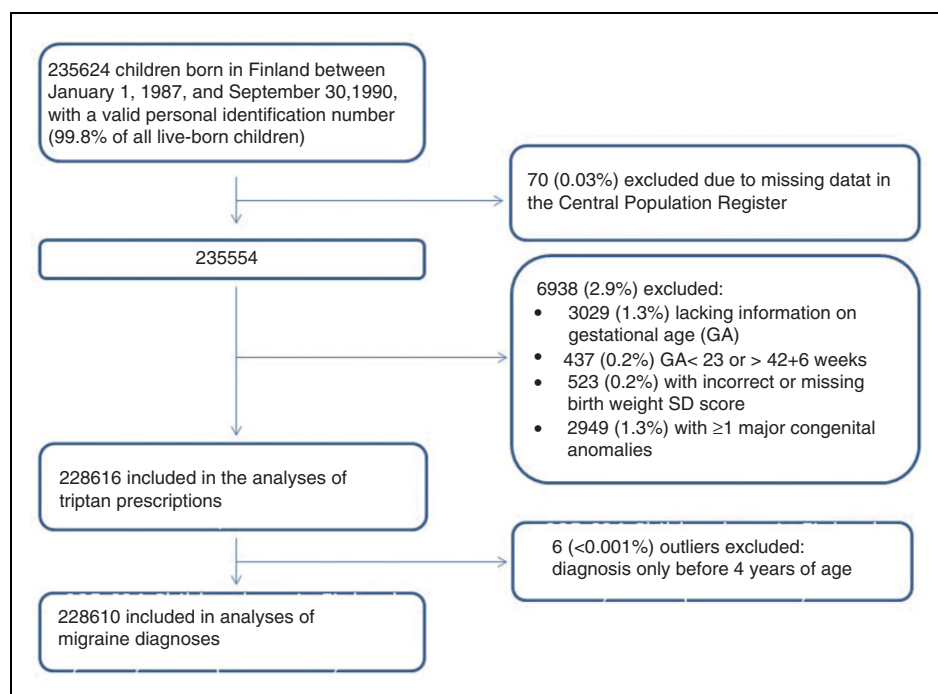 235624 children born in Finland between
January 1, 1987, and September 30,1990,
with a valid personal identification number
(99.8% of all live-born children)
70 (0.03%) excluded due to missing datat in
the Central Population Register
235554
6938 (2.9%) excluded:
• 3029 (1.3%) lacking information on
gestational age (GA)
• 437 (0.2%) GA< 23 or > 42+6 weeks
• 523 (0.2%) with incorrect or missing
birth weight SD score
• 2949 (1.3%) with ≥1 major congenital
anomalies
228616 included in the analyses of
triptan prescriptions
6 (<0.001%) outliers excluded:
diagnosis only before 4 years of age
228610 included in analyses of
migraine diagnoses